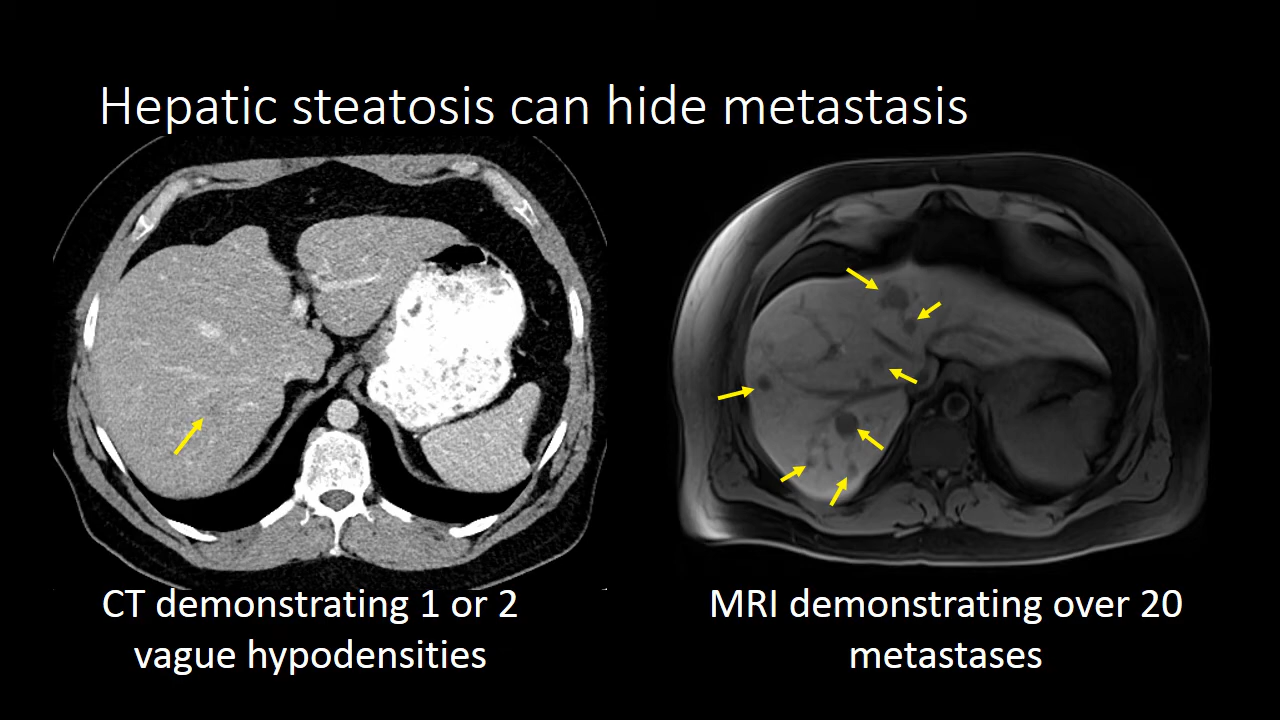 Hepatic steatosis can hide metastasis
CT demonstrating 1 or 2
vague hypodensities
MRI demonstrating over 20
metastases